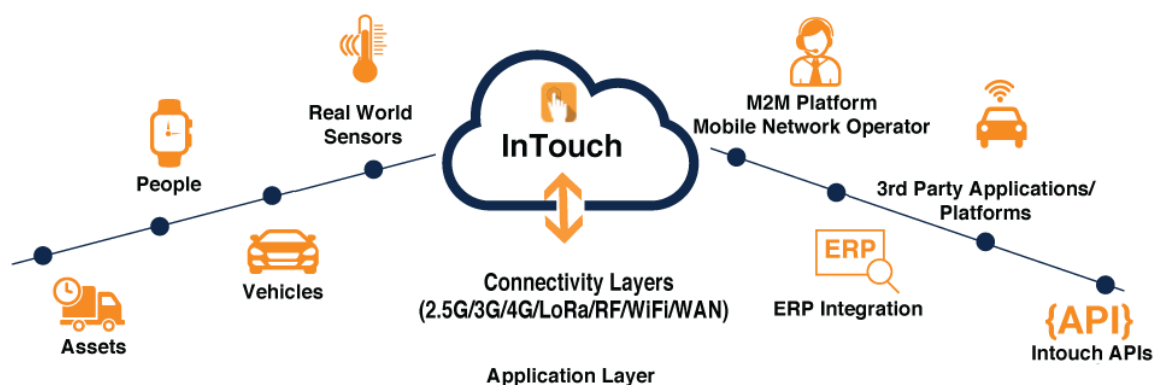 Real World
Sensors
People
Vehicles
Assets
InTouch
Connectivity Layers
(2.5G/3G/4G/LoRa/RF/WiFi/WAN)
Application Layer
M2M Platform
Mobile Network Operator
3rd Party Applications/
Platforms
ERP
ERP Integration
{API}
Intouch APIs